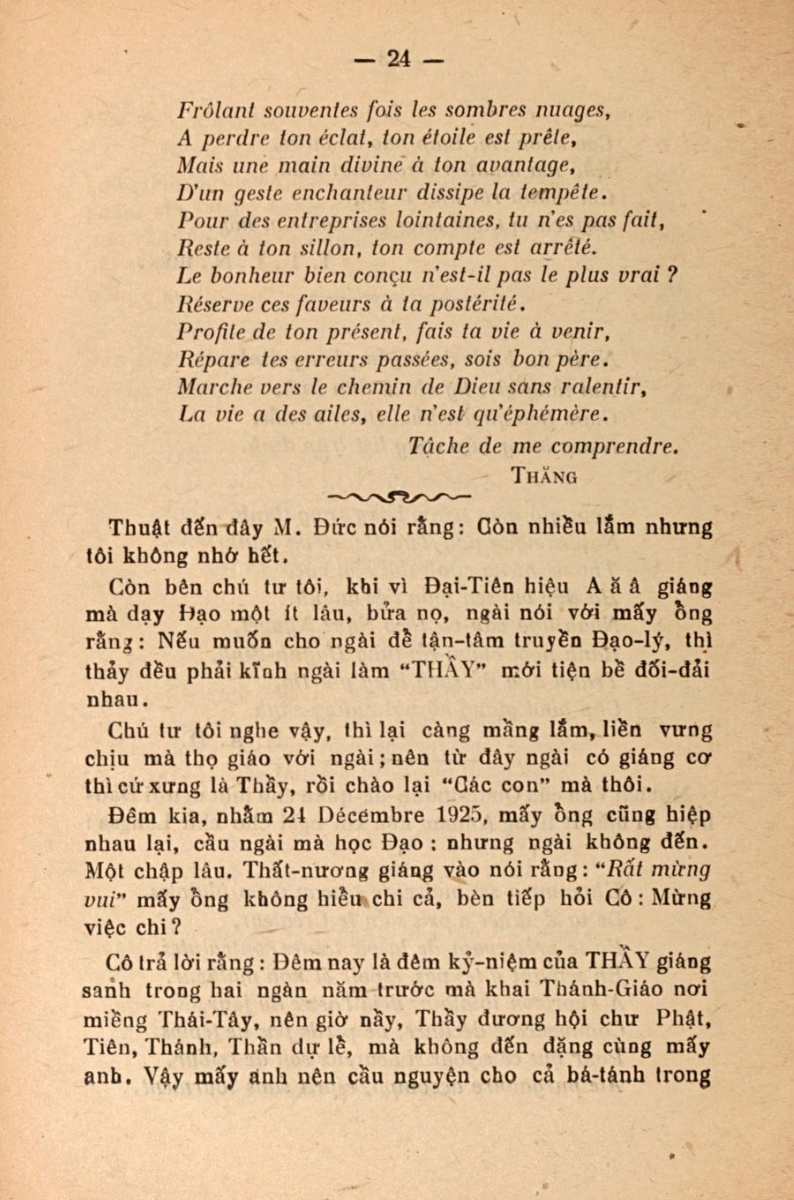 — 24 —
Frôlant souventes fois les sombres nuages,
A perdre ton éclat, ton étoile est prête,
Mais une main divine à ton avantage,
D'un geste enchanteur dissipe la tempête.
Pour des entreprises lointaines, tu n'es pas fait,
Reste à ton sillon, ton compte est arrêté.
Le bonheur bien conçu n'est-il pas le plus vrai ?
Réserve ces faveurs à ta postérité.
Profite de ton présent, fais ta vie à venir,
Répare tes erreurs passées, sois bon père.
Marche vers le chemin de Dieu sans ralentir,
La vie a des ailes, elle n'est qu'éphémère.
Tâche de me comprendre.
THĂNG
Thuật đến đây M. Đức nói rằng : Còn nhiều lắm nhưng
tôi không nhớ hết.
Còn bên chú tư tôi, khi vì Đại-Tiên hiệu A ă â giáng
mà dạy Đạo một ít lâu, bửa nọ, ngài nói với mấy ổng
rằng : Nếu muốn cho ngài để tận-tâm truyền Đạo-lý, thì
thảy đều phải kỉnh ngài làm “THẦY” mới tiện bề đối-đải
nhau.
Chú tư tôi nghe vậy, thì lại càng mầng lắm, liền vưng
chịu mà thọ giáo với ngài ; nên từ đây ngài có giáng cơ
thì cứ xưng là Thầy, rồi chào lại “Các con” mà thôi.
Đêm kia, nhằm 24 Décembre 1925, mấy ổng cũng hiệp
nhau lại, cầu ngài mà học Đạo : nhưng ngài không đến.
Một chập lâu. Thất-nương giáng vào nói rằng : “Rất mừng
vui” mấy ổng không hiểu chi cả, bèn tiếp hỏi Cô : Mừng
việc chi ?
Cô trả lời rằng : Đêm nay là đêm kỷ-niệm của THẦY giáng
sanh trong hai ngàn năm trước mà khai Thánh-Giáo nơi
miềng Thái-Tây, nên giờ nầy, Thầy đương hội chư Phật,
Tiên, Thánh, Thần dự lễ, mà không đến đặng cùng mấy
anh. Vậy mấy anh nên cầu nguyện cho cả bá-tánh trong